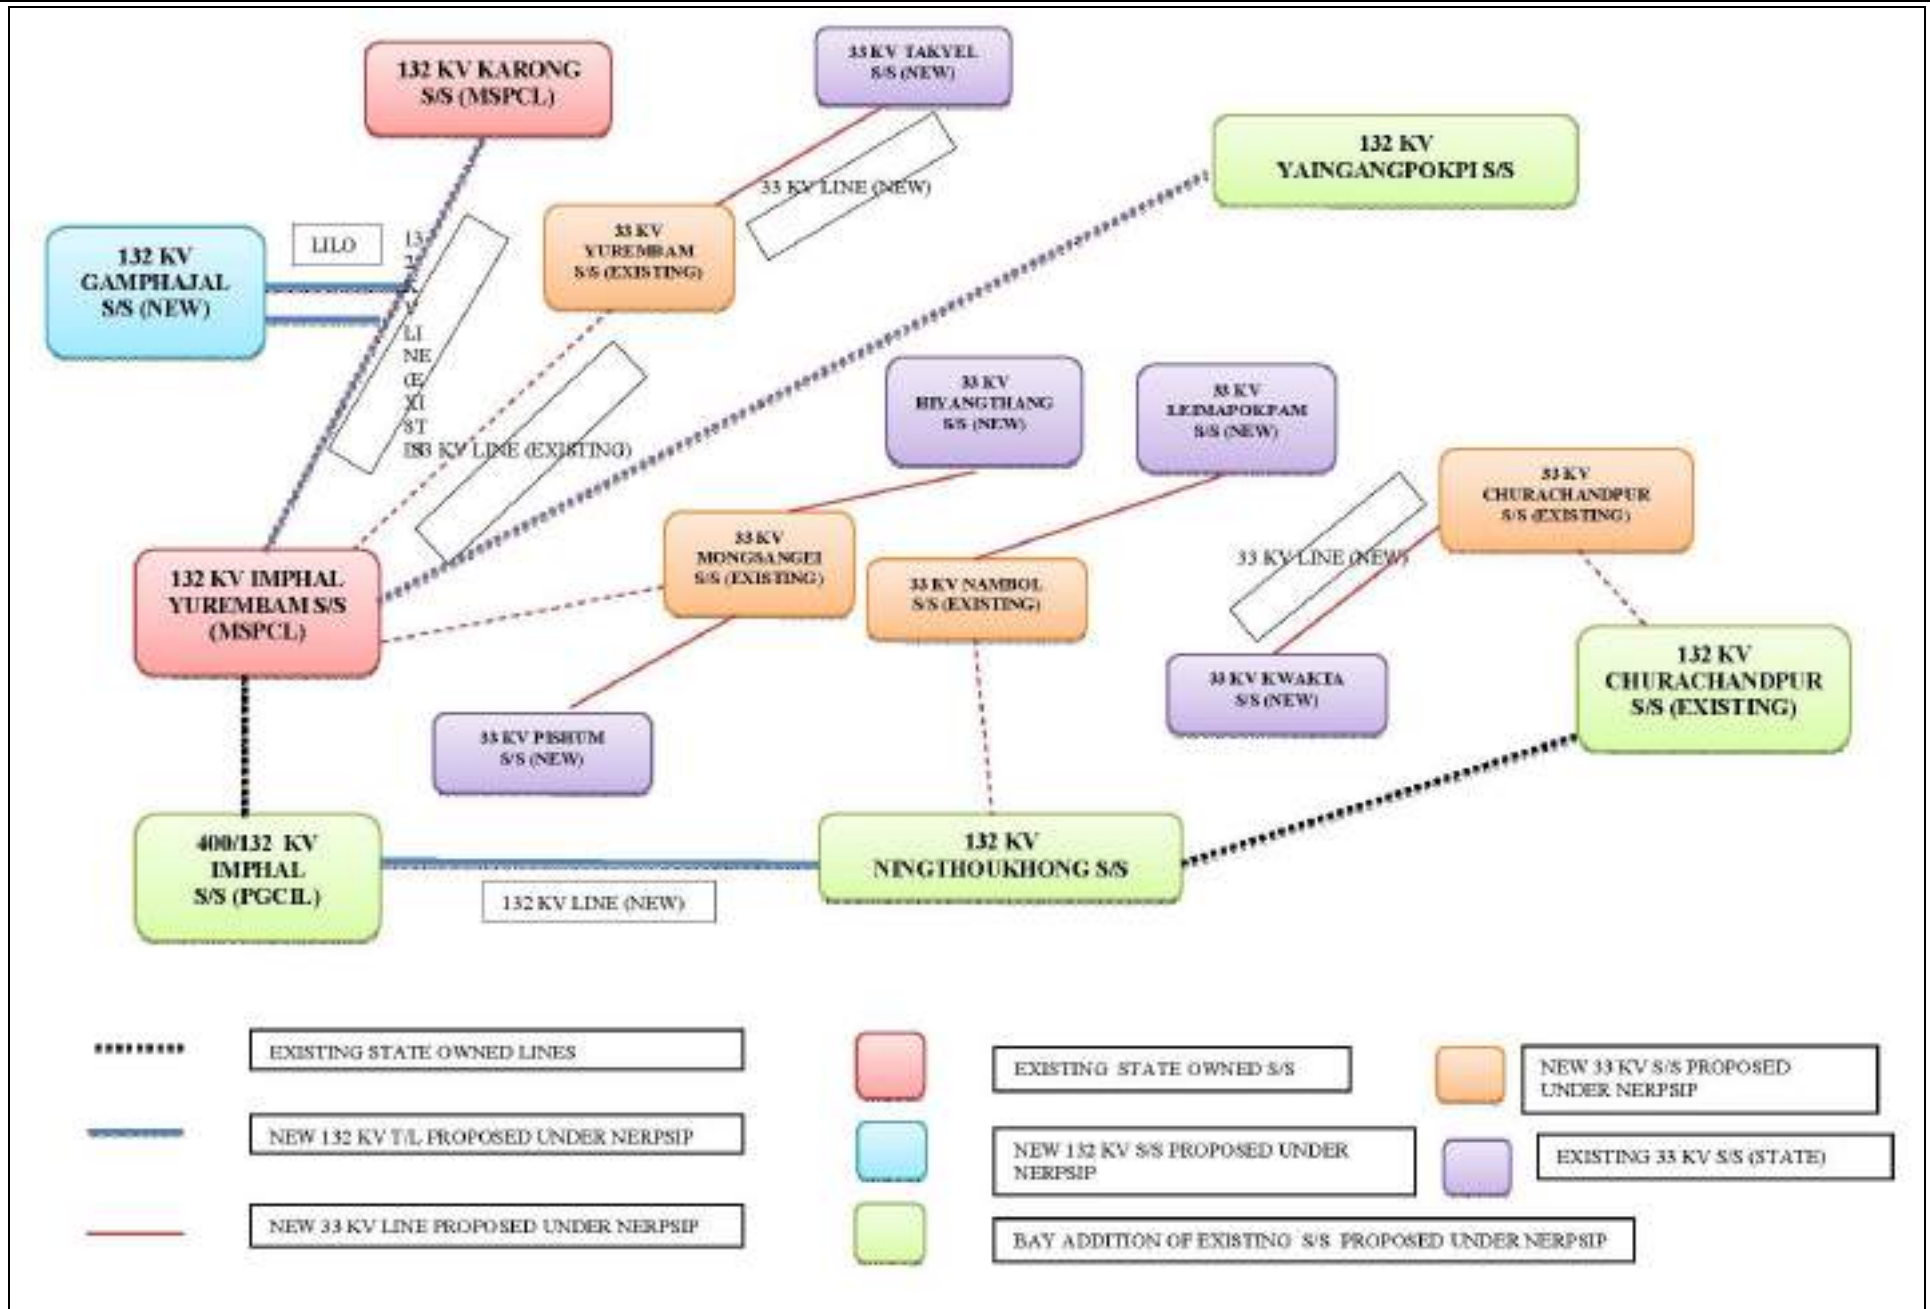 132 KV KARONG
S/S (MSPCL)
33 KV TAKYEL
S/S (NEW)
132 KV
YAINGANGPOKPI S/S
33 KV LINE (NEW)
132 KV
GAMPHAJAL
S/S (NEW)
LILO
33 KV
YUREMBAM
S/S (EXISTING)
13
V
LI
NE
(E
XI
ST
33 KV LINE (EXISTING)
33 KV
HIYANGTHANG
S/S (NEW)
33 KV
LEIMAPOKPAM
S/S (NEW)
33 KV
CHURACHANDPUR
S/S (EXISTING)
33 KV LINE (NEW)
132 KV IMPHAL
YUREMBAM S/S
(MSPCL)
33 KV
MONGSANGEI
S/S (EXISTING)
33 KV NAMBOL
S/S (EXISTING)
33 KV KWAKTA
S/S (NEW)
132 KV
CHURACHANDPUR
S/S (EXISTING)
33 KV PISHUM
S/S (NEW)
400/132 KV
IMPHAL
S/S (PGCIL)
132 KV LINE (NEW)
132 KV
NINGTHOUKHONG S/S
EXISTING STATE OWNED LINES
NEW 132 KV T/L PROPOSED UNDER NERPSIP
NEW 33 KV LINE PROPOSED UNDER NERPSIP
EXISTING STATE OWNED S/S
NEW 132 KV S/S PROPOSED UNDER
NERPSIP
BAY ADDITION OF EXISTING S/S PROPOSED UNDER NERPSIP
NEW 33 KV S/S PROPOSED
UNDER NERPSIP
EXISTING 33 KV S/S (STATE)